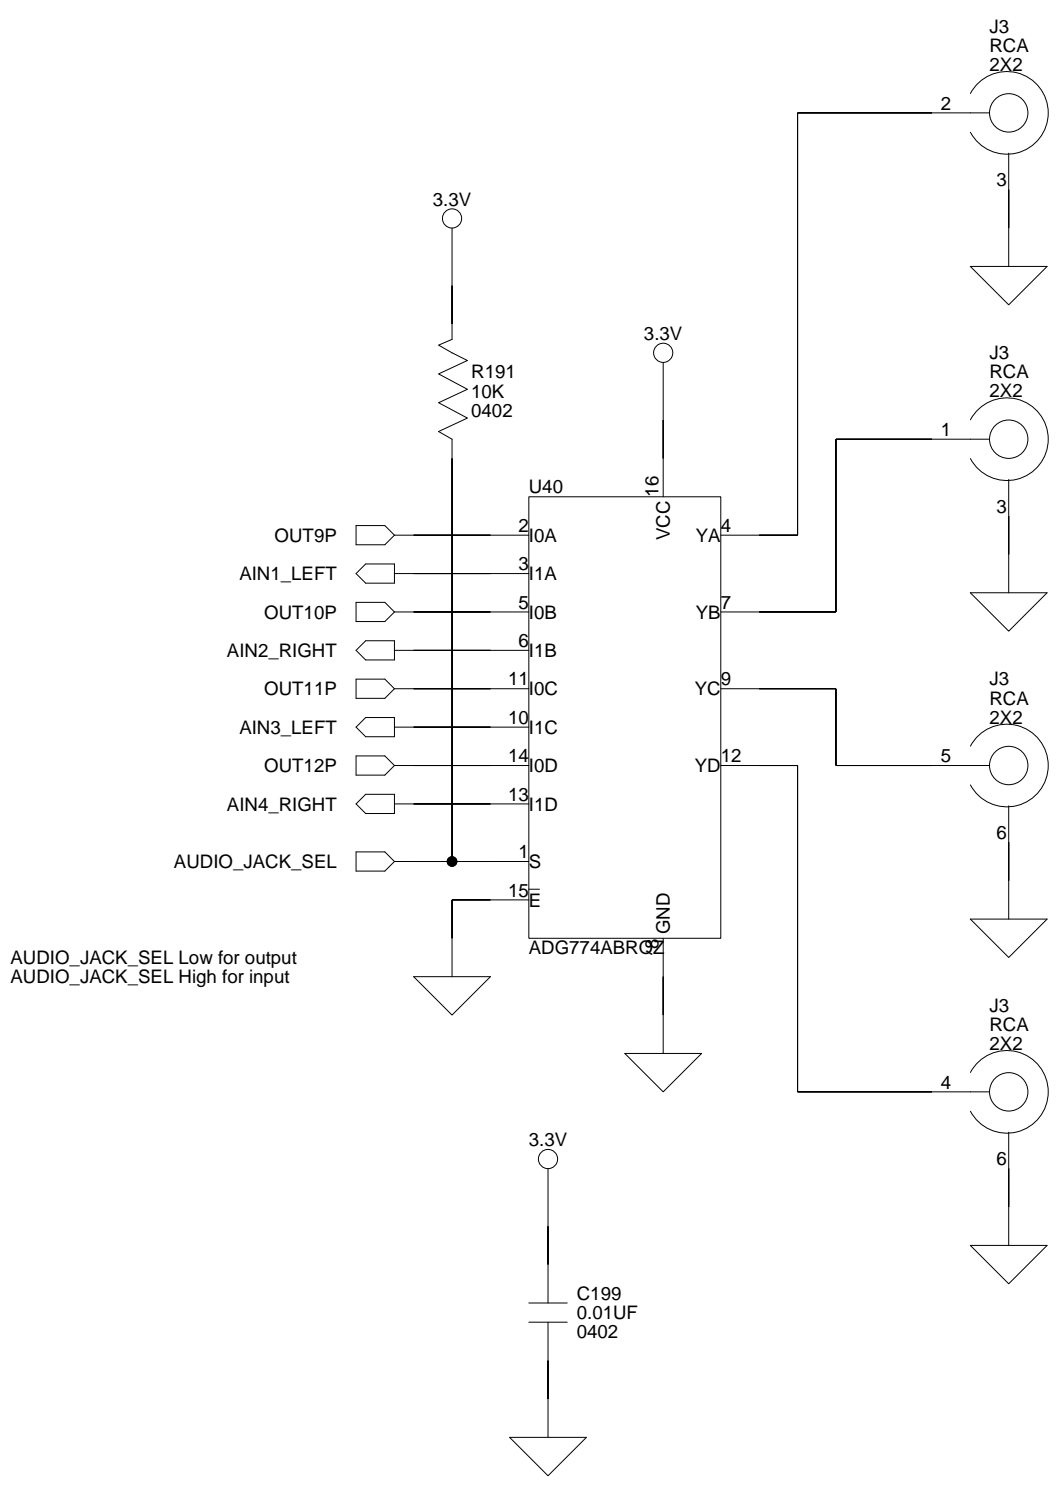 J3
RCA
2X2
2
3
3.3V
R191
10K
0402
3.3V
J3
RCA
2X2
1
3
U40
16
VCC
OUT9P
2
I0A
YA
4
AIN1_LEFT
3
I1A
OUT10P
5
I0B
YB
7
AIN2_RIGHT
6
I1B
OUT11P
11
I0C
YC
9
AIN3_LEFT
10
I1C
OUT12P
14
I0D
YD
12
AIN4_RIGHT
13
I1D
AUDIO_JACK_SEL
1
S
15
E
GND
8
ADG774ABRQZ
J3
RCA
2X2
5
6
AUDIO_JACK_SEL Low for output
AUDIO_JACK_SEL High for input
J3
RCA
2X2
4
6
3.3V
C199
0.01UF
0402